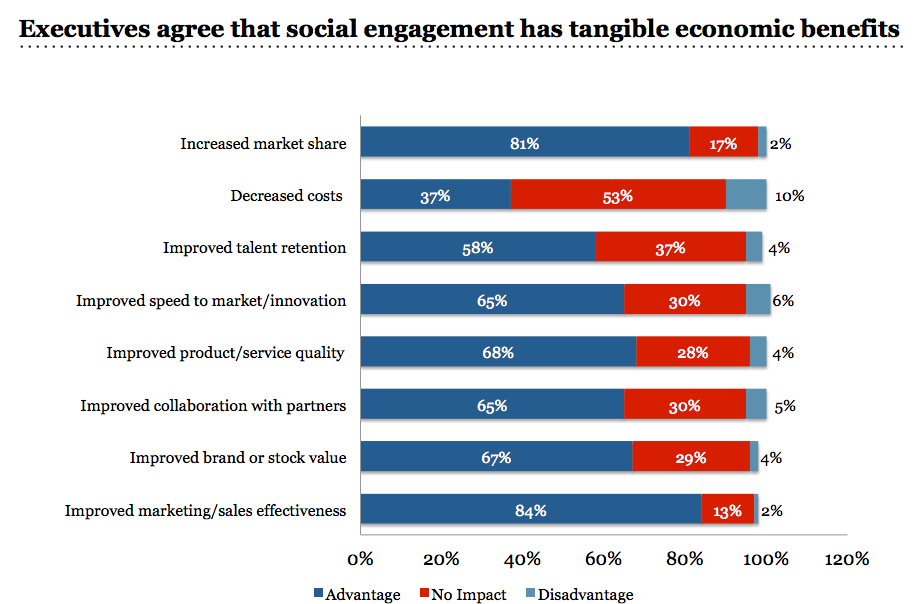 Executives agree that social engagement has tangible economic benefits
Increased market share 81% 17% 2%
Decreased costs 37% 53% 10%
Improved talent retention 58% 37% 4%
Improved speed to market/innovation 65% 30% 6%
Improved product/service quality 68% 28% 4%
Improved collaboration with partners 65% 30% 5%
Improved brand or stock value 67% 29% 4%
Improved marketing/sales effectiveness 84% 13% 2%
0% 20% 40% 60% 80% 100% 120%
Advantage No Impact Disadvantage